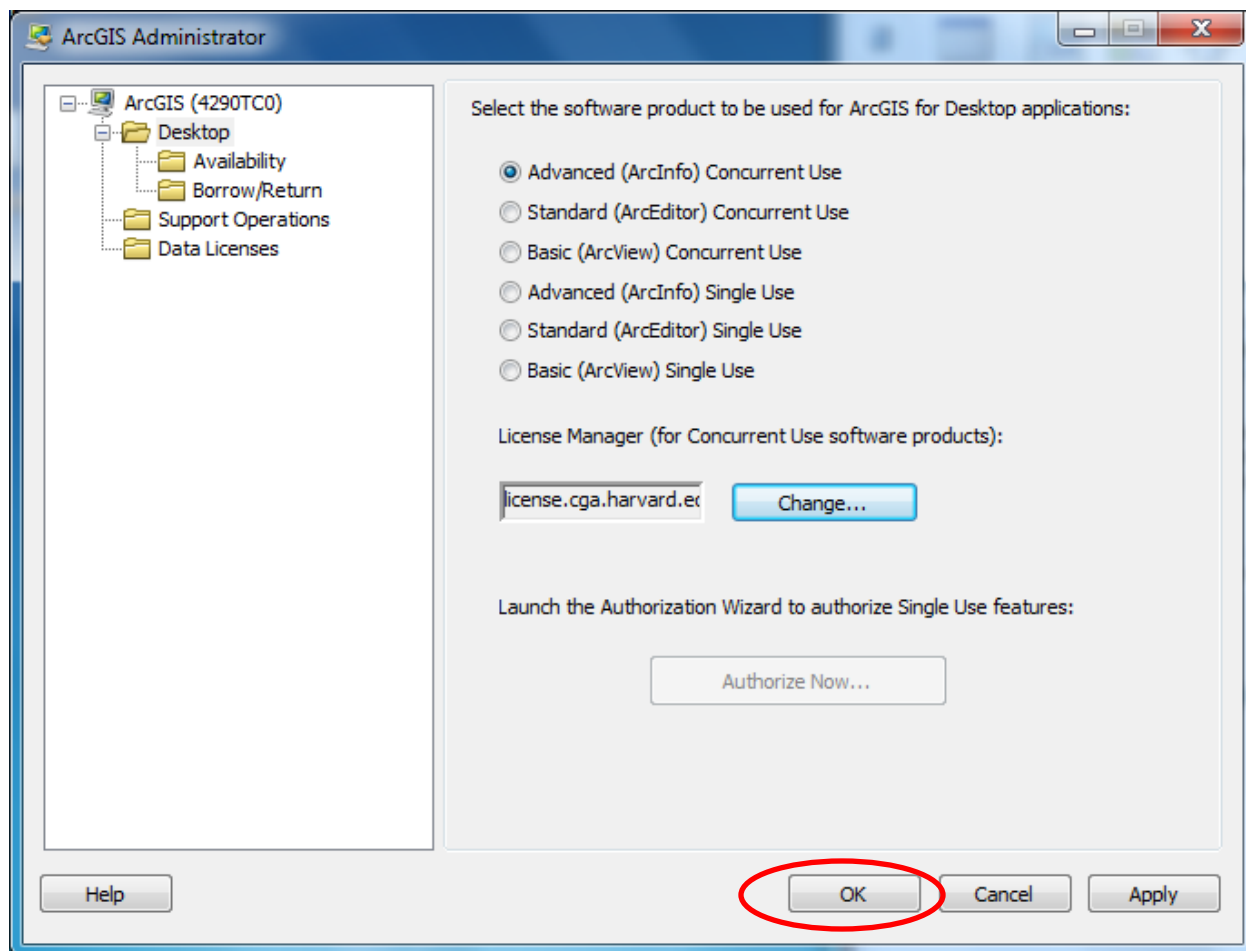 ArcGIS Administrator
ArcGIS (4290TC0)
Desktop
Availability
Borrow/Return
Support Operations
Data Licenses
Select the software product to be used for ArcGIS for Desktop applications:
Advanced (ArcInfo) Concurrent Use
Standard (ArcEditor) Concurrent Use
Basic (ArcView) Concurrent Use
Advanced (ArcInfo) Single Use
Standard (ArcEditor) Single Use
Basic (ArcView) Single Use
License Manager (for Concurrent Use software products):
license.cga.harvard.ed
Change...
Launch the Authorization Wizard to authorize Single Use features:
Authorize Now...
Help
OK
Cancel
Apply